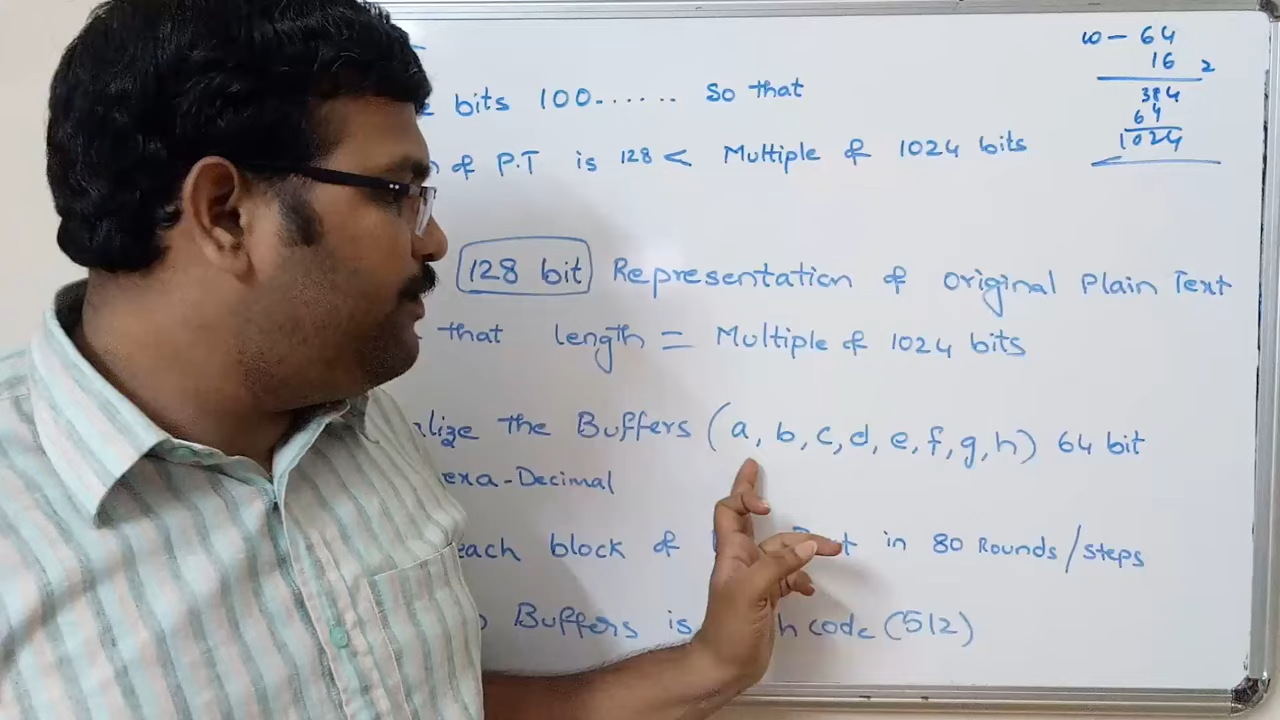 bits 100....... So that
of P.T is 128 < Multiple of 1024 bits
128 bit Representation of original Plain Text
that length = Multiple of 1024 bits
the Buffers (a, b, c, d, e, f, g, h) 64 bit
exa-Decimal
each block of in 80 Rounds/steps
Buffers is code (512)
64
16 2
384
64
1024